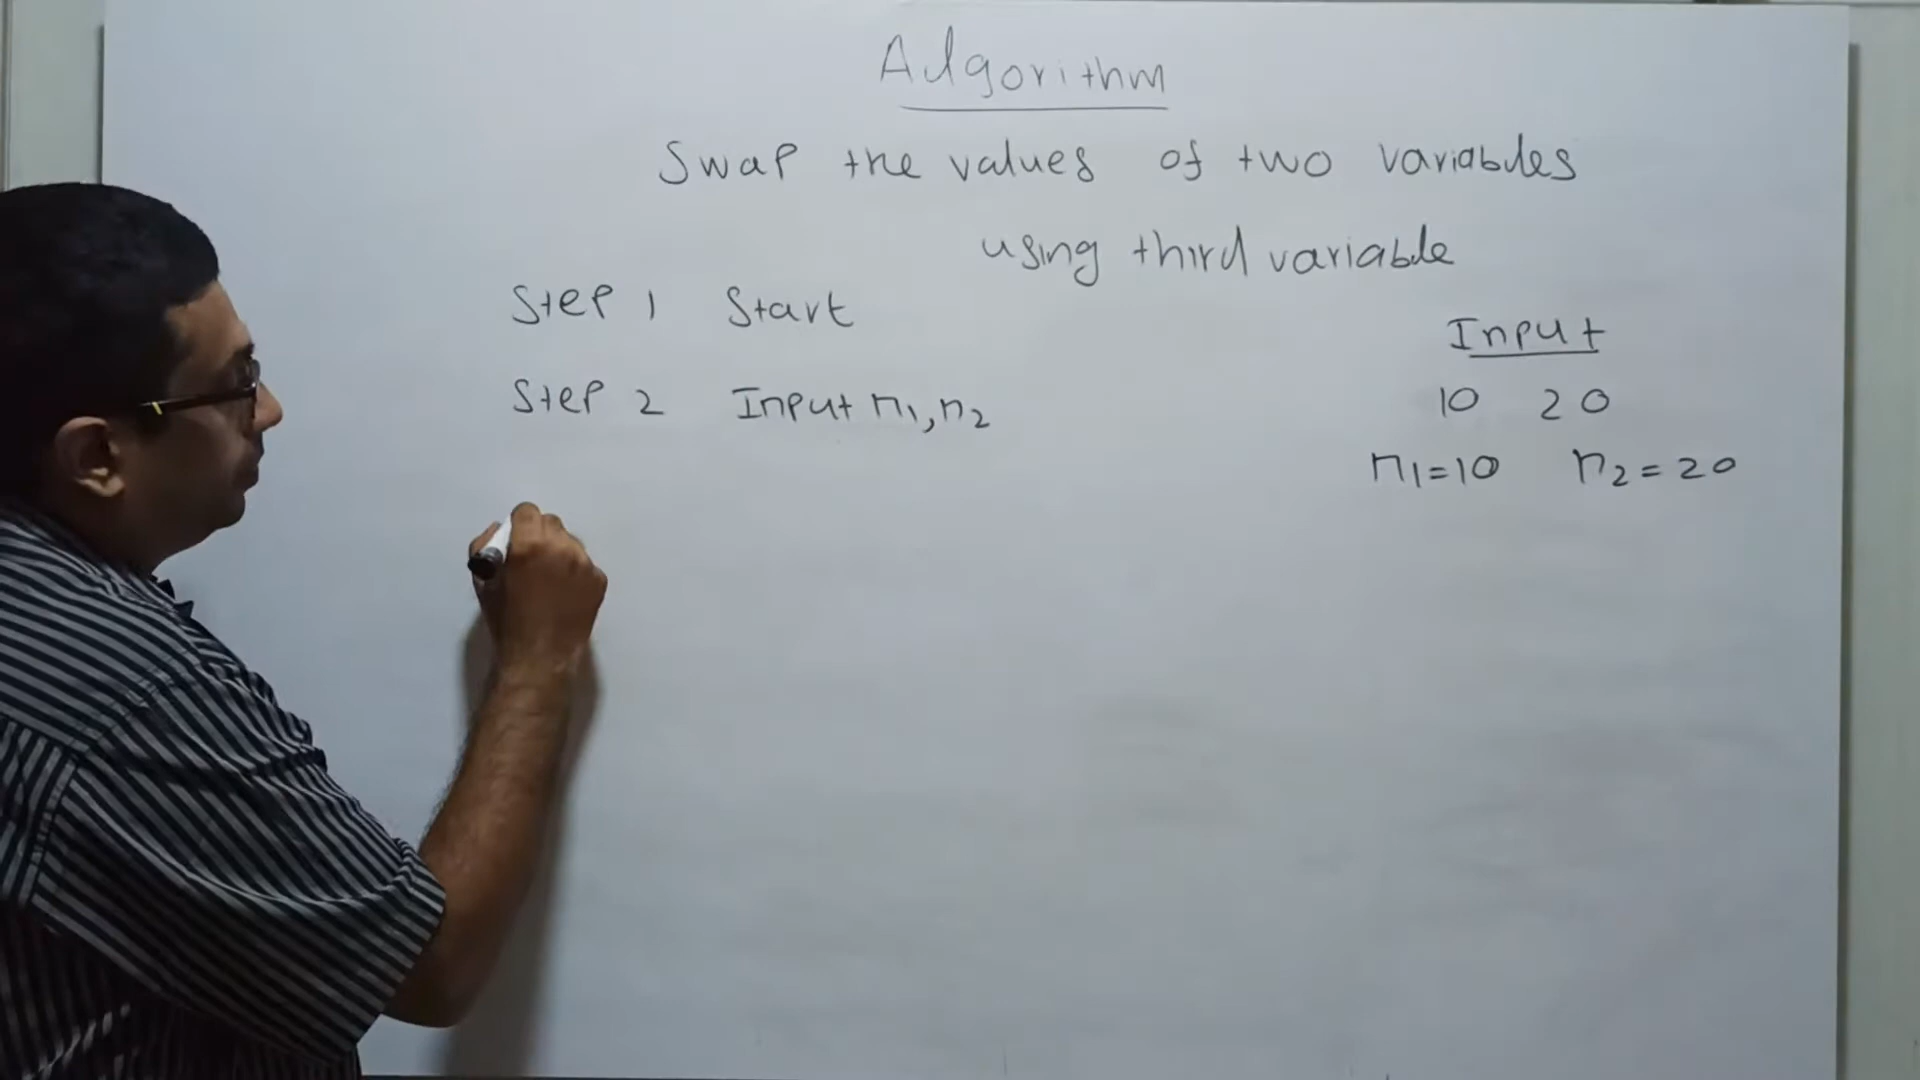 Algorithm
Swap the values of two variables
using third variable
Step 1 Start
Step 2 Input n1, n2
Input
10 20
n1=10 n2=20